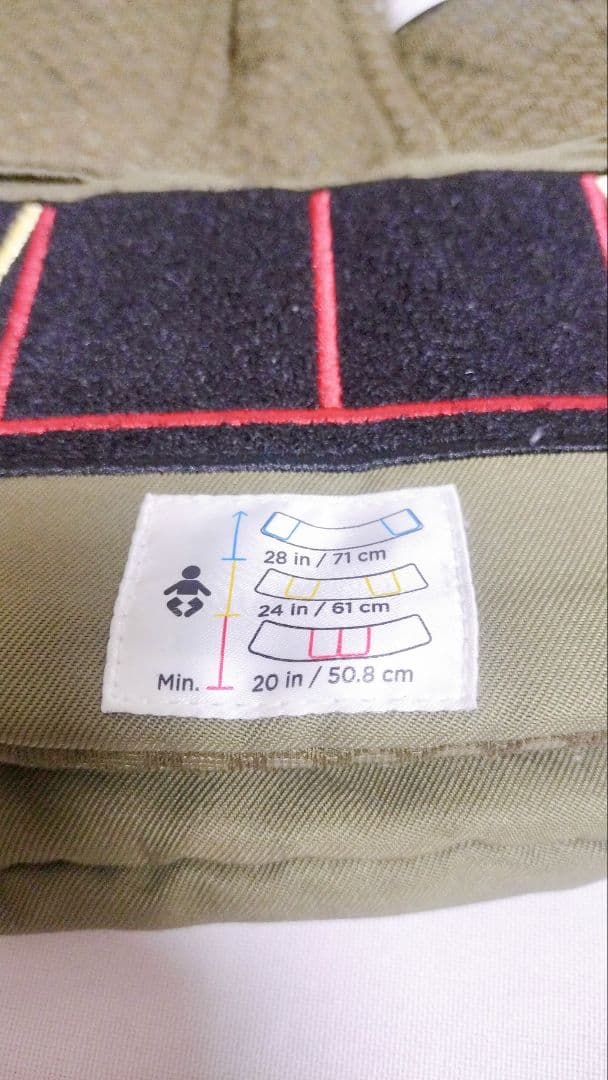 28 in / 71 cm
24 in / 61 cm
Min. 20 in / 50.8 cm